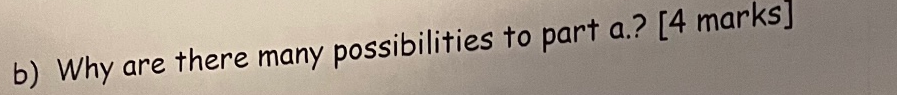 b) Why are there many possibilities to part a.? [4 marks]